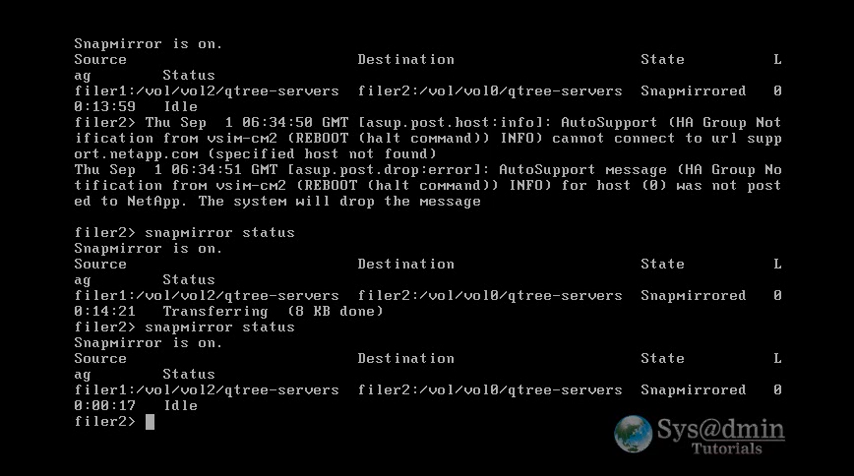 Snapmirror is on.
Source Destination State L
ag Status
filer1:/vol/vol2/qtree-servers filer2:/vol/vol0/qtree-servers Snapmirrored 0
0:13:59 Idle
filer2> Thu Sep 1 06:34:50 GMT [asup.post.host:info]: AutoSupport (HA Group Not
ification from vsim-cm2 (REBOOT (halt command)) INFO) cannot connect to url supp
ort.netapp.com (specified host not found)
Thu Sep 1 06:34:51 GMT [asup.post.drop:error]: AutoSupport message (HA Group No
tification from vsim-cm2 (REBOOT (halt command)) INFO) for host (0) was not post
ed to NetApp. The system will drop the message
filer2> snapmirror status
Snapmirror is on.
Source Destination State L
ag Status
filer1:/vol/vol2/qtree-servers filer2:/vol/vol0/qtree-servers Snapmirrored 0
0:14:21 Transferring (8 KB done)
filer2> snapmirror status
Snapmirror is on.
Source Destination State L
ag Status
filer1:/vol/vol2/qtree-servers filer2:/vol/vol0/qtree-servers Snapmirrored 0
0:00:17 Idle
filer2>
Sys@dmin
Tutorials